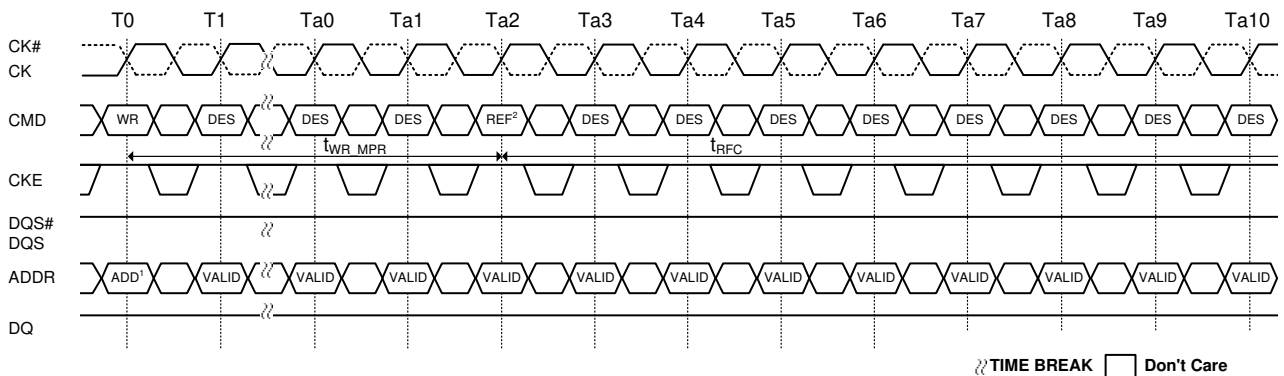 T0 T1 Ta0 Ta1 Ta2 Ta3 Ta4 Ta5 Ta6 Ta7 Ta8 Ta9 Ta10
CK#
CK
CMD WR DES DES DES REF² DES DES DES DES DES DES DES DES
tWR_MPR tRFC
CKE
DQS#
DQS
ADDR ADD¹ VALID VALID VALID VALID VALID VALID VALID VALID VALID VALID VALID VALID
DQ
TIME BREAK Don't Care